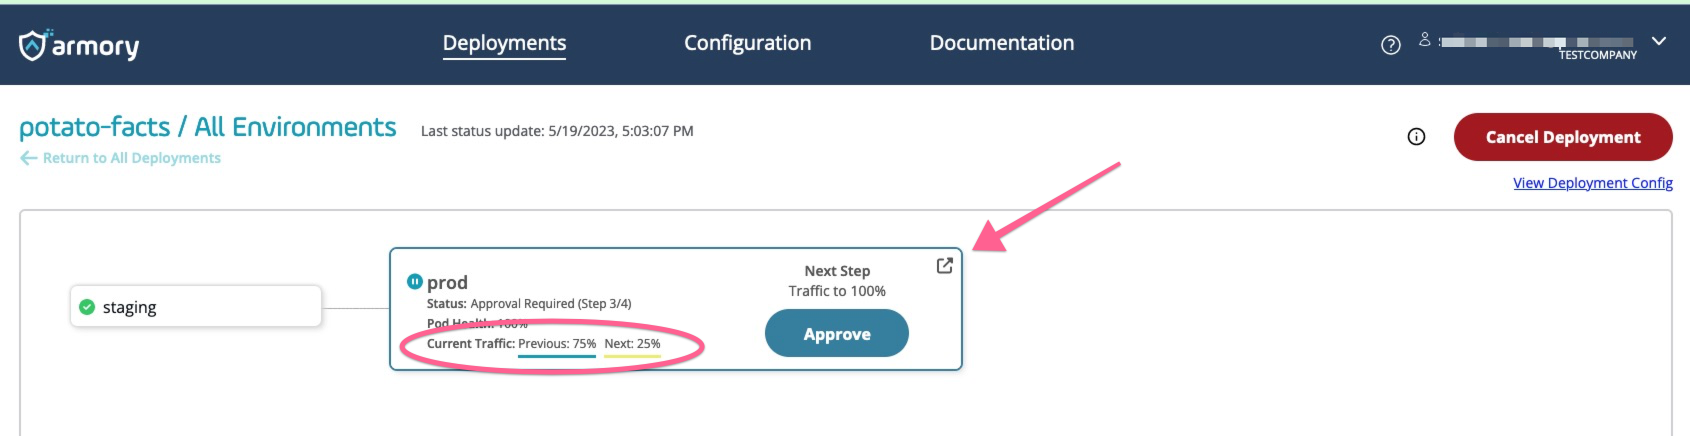 armory
Deployments
Configuration
Documentation
TESTCOMPANY
potato-facts / All Environments
Last status update: 5/19/2023, 5:03:07 PM
Cancel Deployment
Return to All Deployments
View Deployment Config
staging
prod
Status: Approval Required (Step 3/4)
Pod Health: 100%
Current Traffic: Previous: 75% Next: 25%
Next Step
Traffic to 100%
Approve